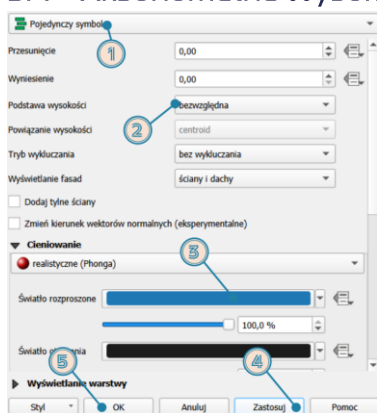 Pojedynczy symbol
1
Przesunięcie 0,00
Wyniesienie 0,00
Podstawa wysokości bezwzględna
2
Powiązanie wysokości centroid
Tryb wykluczania bez wykluczania
Wyświetlanie fasad ściany i dachy
Dodaj tylne ściany
Zmień kierunek wektorów normalnych (eksperymentalne)
Cieniowanie
3
realistyczne (Phonga)
Światło rozproszone
100,0 %
Światło
5
4
Wyświetlanie warstwy
Styl OK Anuluj Zastosuj Pomoc